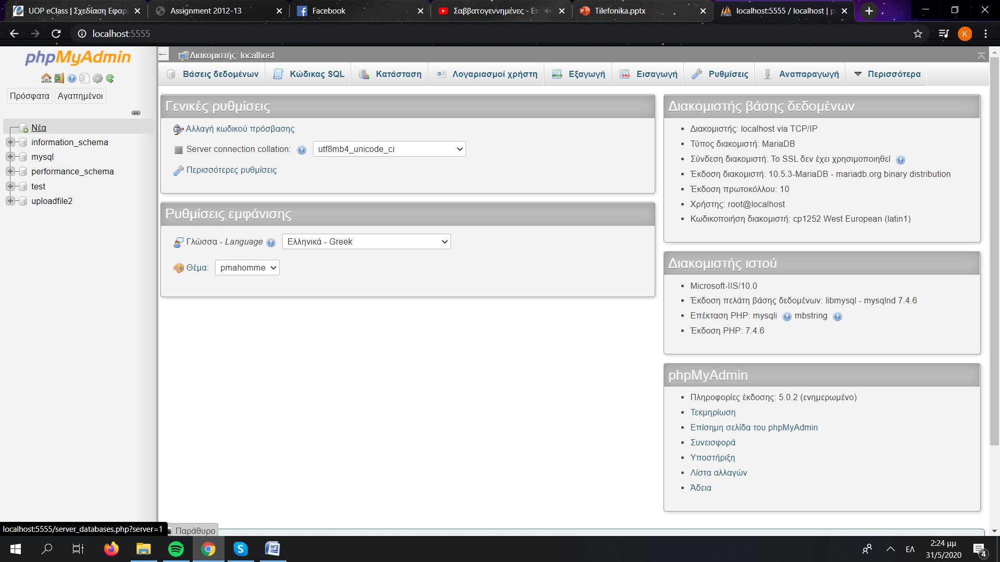 UOP eClass | Σχεδίαση Εφαρ
Assignment 2012-13
Facebook
Σαββατογεννημένες - Επ
Tilefonika.pptx
localhost:5555 / localhost | p
localhost:5555
K
phpMyAdmin
Πρόσφατα
Αγαπημένοι
Νέα
information_schema
mysql
performance_schema
test
uploadfile2
Διακομιστής: localhost
Βάσεις δεδομένων
Κώδικας SQL
Κατάσταση
Λογαριασμοί χρήστη
Εξαγωγή
Εισαγωγή
Ρυθμίσεις
Αναπαραγωγή
Περισσότερα
Γενικές ρυθμίσεις
Αλλαγή κωδικού πρόσβασης
Server connection collation:
utf8mb4_unicode_ci
Περισσότερες ρυθμίσεις
Ρυθμίσεις εμφάνισης
Γλώσσα - Language
Ελληνικά - Greek
Θέμα:
pmahomme
Διακομιστής βάσης δεδομένων
Διακομιστής: localhost via TCP/IP
Τύπος διακομιστή: MariaDB
Σύνδεση διακομιστή: Το SSL δεν έχει χρησιμοποιηθεί
Έκδοση διακομιστή: 10.5.3-MariaDB - mariadb.org binary distribution
Έκδοση πρωτοκόλλου: 10
Χρήστης: root@localhost
Κωδικοποίηση διακομιστή: cp1252 West European (latin1)
Διακομιστής ιστού
Microsoft-IIS/10.0
Έκδοση πελάτη βάσης δεδομένων: libmysql - mysqlnd 7.4.6
Επέκταση PHP: mysqli mbstring
Έκδοση PHP: 7.4.6
phpMyAdmin
Πληροφορίες έκδοσης: 5.0.2 (ενημερωμένο)
Τεκμηρίωση
Επίσημη σελίδα του phpMyAdmin
Συνεισφορά
Υποστήριξη
Λίστα αλλαγών
Άδεια
localhost:5555/server_databases.php?server=1
Παράθυρο
ΕΛ
2:24 μμ
31/5/2020
4